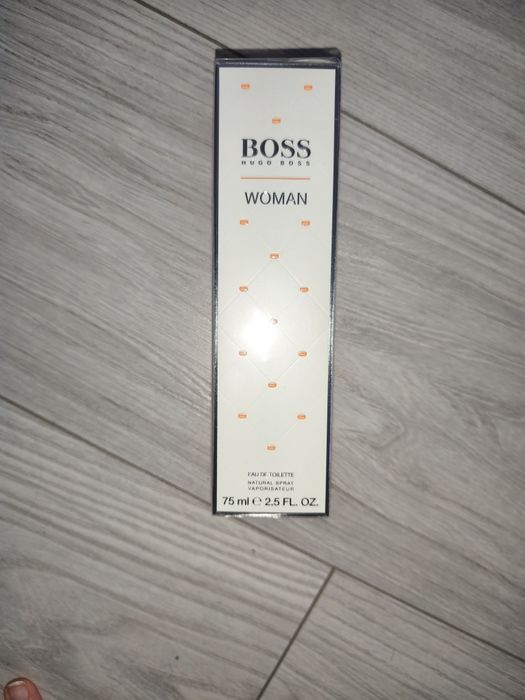 BOSS
HUGO BOSS
WOMAN
EAU DE TOILETTE
NATURAL SPRAY
VAPORISATEUR
75 ml ℮ 2.5 FL. OZ.